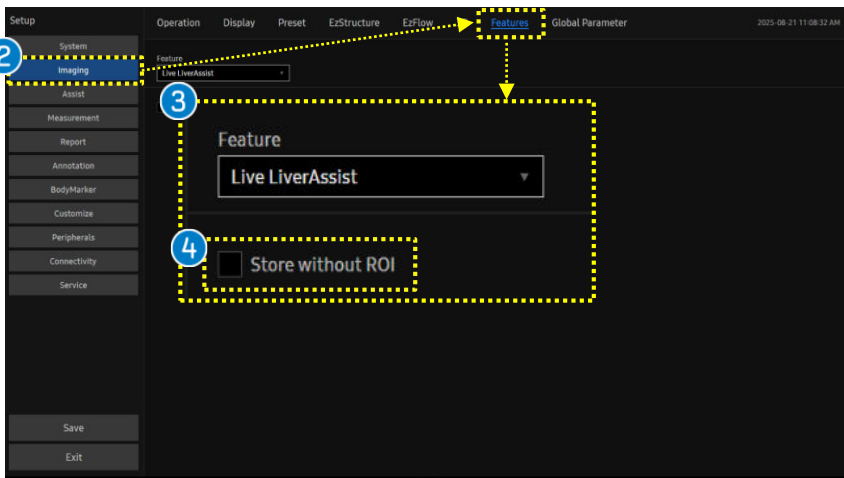 Setup
Operation Display Preset EzStructure EzFlow Features Global Parameter
2025-08-21 11:08:32 AM
2
System
Imaging
Assist
Measurement
Report
Annotation
BodyMarker
Customize
Peripherals
Connectivity
Service
Save
Exit
Feature
Live LiverAssist
3
Feature
Live LiverAssist
4
Store without ROI